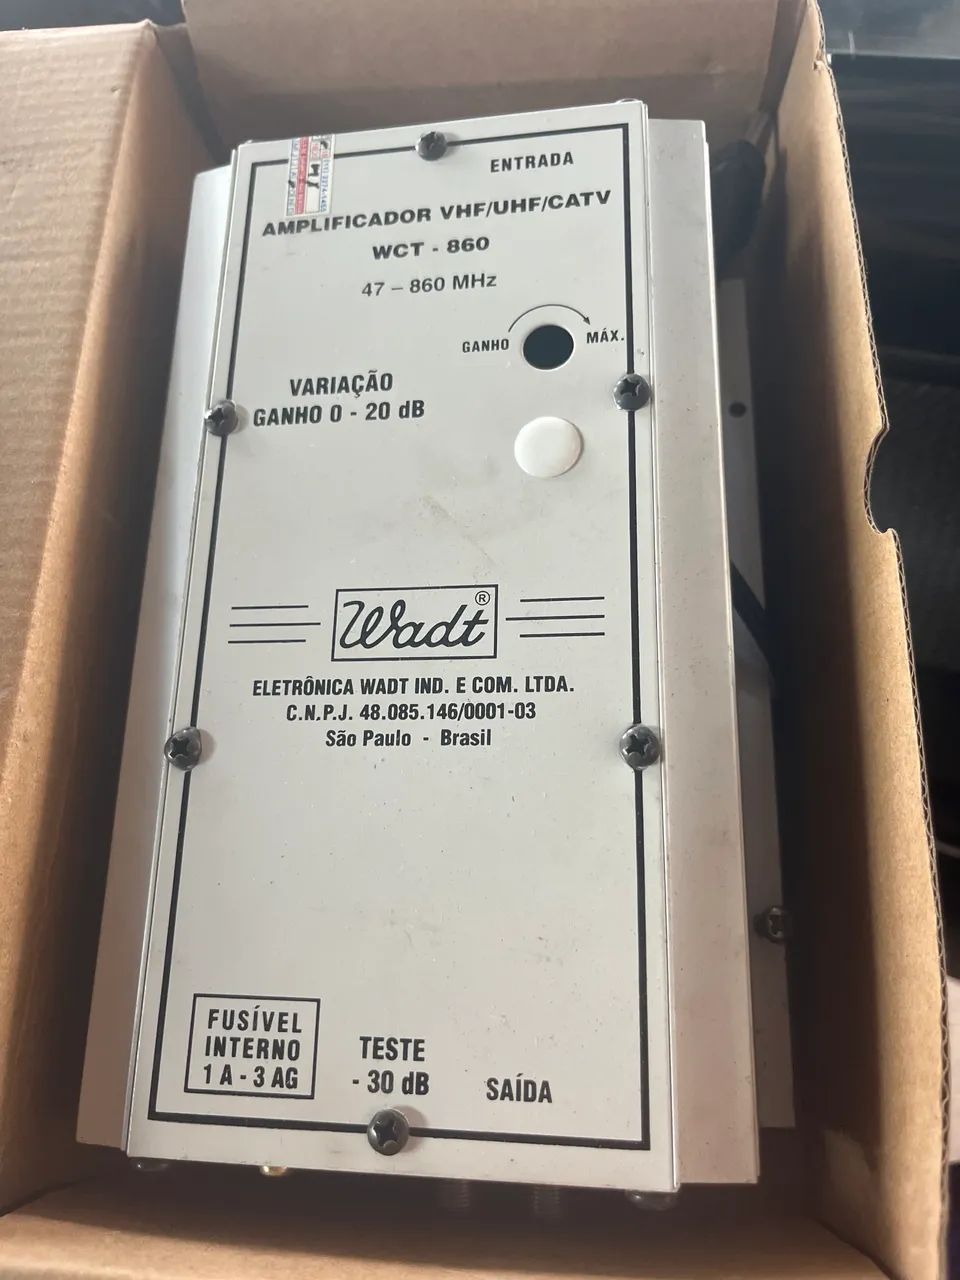 ENTRADA
AMPLIFICADOR VHF/UHF/CATV
WCT - 860
47 – 860 MHz
GANHO MÁX.
VARIAÇÃO
GANHO 0 - 20 dB
Wadt®
ELETRÔNICA WADT IND. E COM. LTDA.
C.N.P.J. 48.085.146/0001-03
São Paulo - Brasil
FUSÍVEL
INTERNO
1 A - 3 AG
TESTE
- 30 dB
SAÍDA